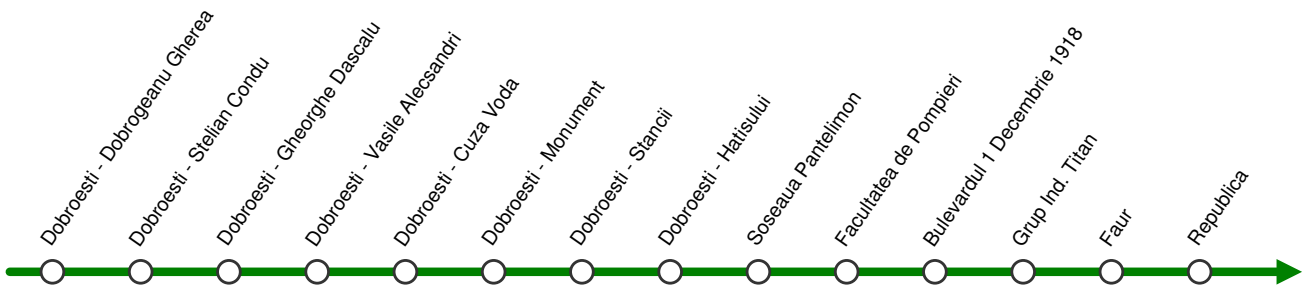 Dobroesti - Dobrogeanu Gherea
Dobroesti - Stelian Condu
Dobroesti - Gheorghe Dascalu
Dobroesti - Vasile Alecsandri
Dobroesti - Cuza Voda
Dobroesti - Monument
Dobroesti - Stancii
Dobroesti - Hatisului
Soseaua Pantelimon
Facultatea de Pompieri
Bulevardul 1 Decembrie 1918
Grup Ind. Titan
Faur
Republica